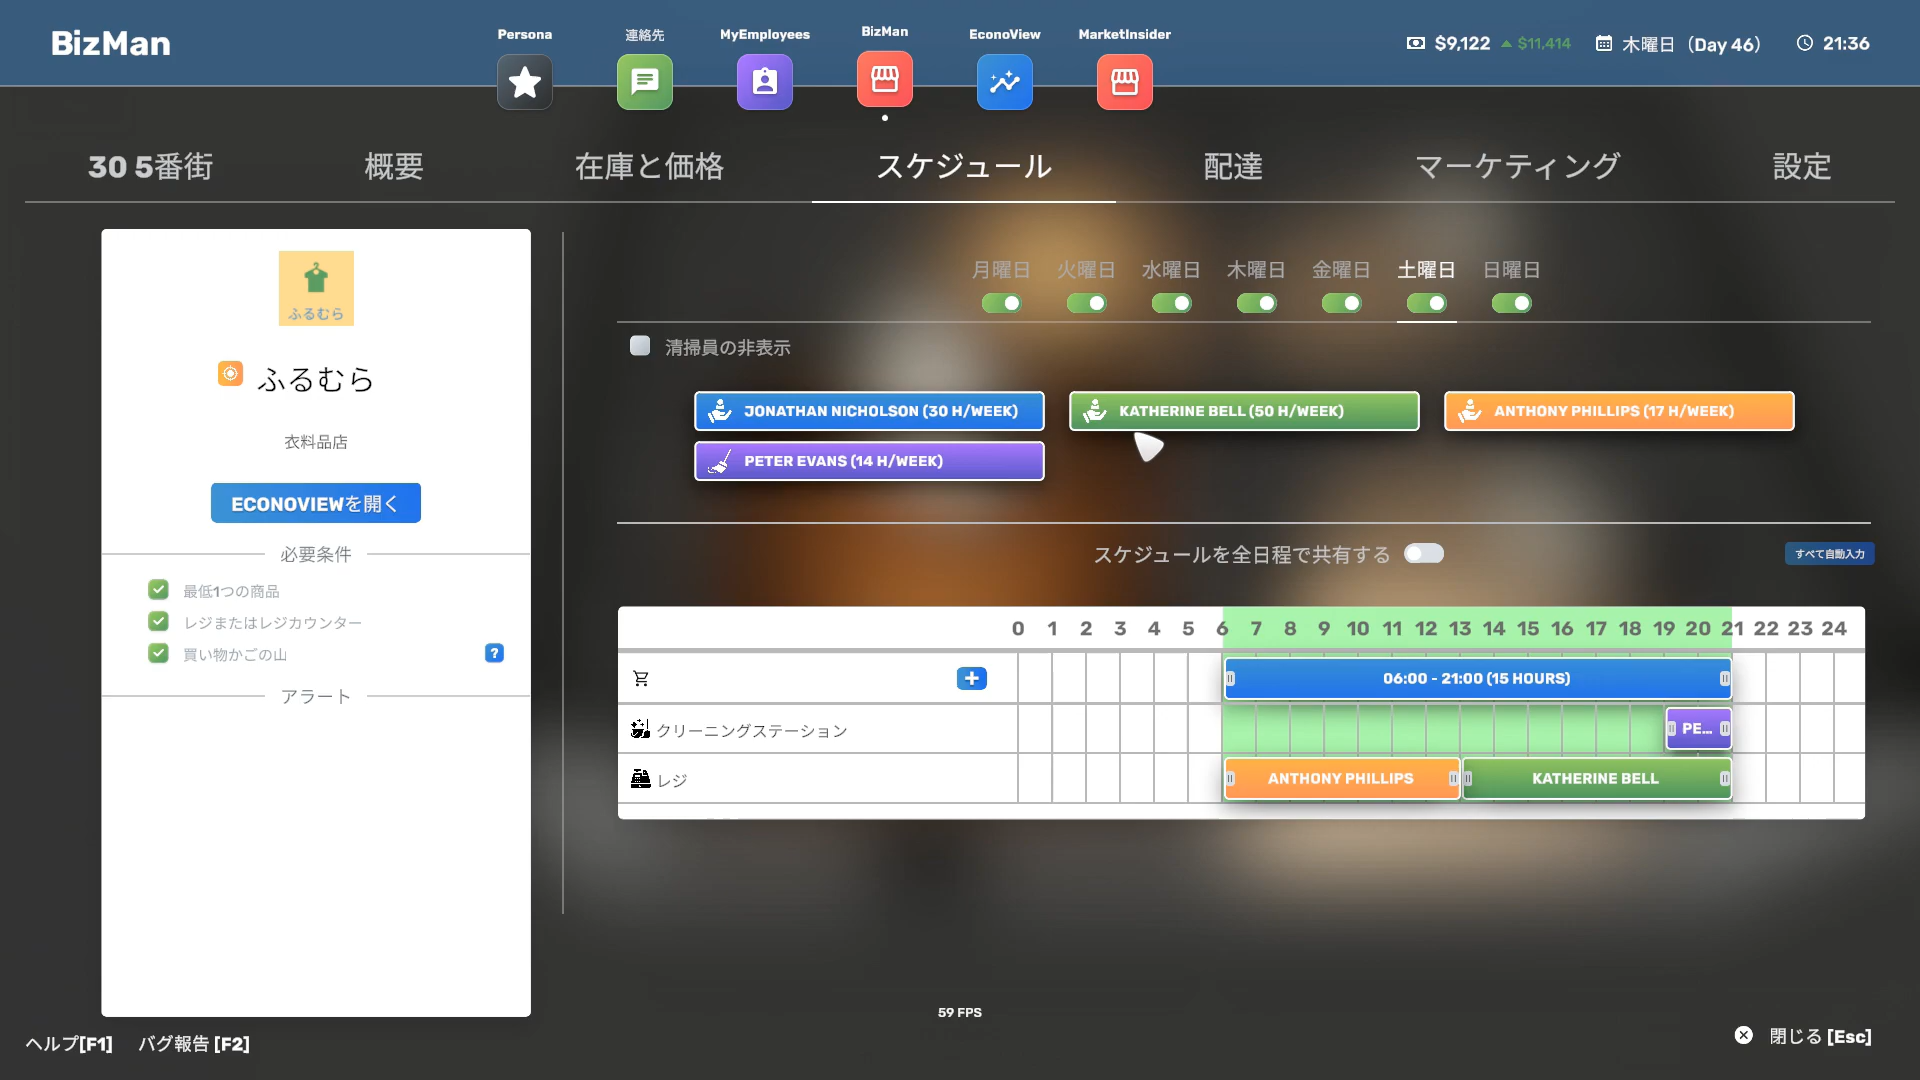 BizMan
Persona
連絡先
MyEmployees
BizMan
EconoView
MarketInsider
$9,122
$11,414
木曜日 (Day 46)
21:36
30 5番街
概要
在庫と価格
スケジュール
配達
マーケティング
設定
ふるむら
ふるむら
衣料品店
ECONOVIEWを開く
必要条件
最低1つの商品
レジまたはレジカウンター
買い物かごの山
?
アラート
月曜日
火曜日
水曜日
木曜日
金曜日
土曜日
日曜日
清掃員の非表示
JONATHAN NICHOLSON (30 H/WEEK)
KATHERINE BELL (50 H/WEEK)
ANTHONY PHILLIPS (17 H/WEEK)
PETER EVANS (14 H/WEEK)
スケジュールを全日程で共有する
すべて自動入力
0 1 2 3 4 5 6 7 8 9 10 11 12 13 14 15 16 17 18 19 20 21 22 23 24
06:00 - 21:00 (15 HOURS)
クリーニングステーション
PE...
レジ
ANTHONY PHILLIPS
KATHERINE BELL
59 FPS
ヘルプ[F1]
バグ報告 [F2]
閉じる [Esc]